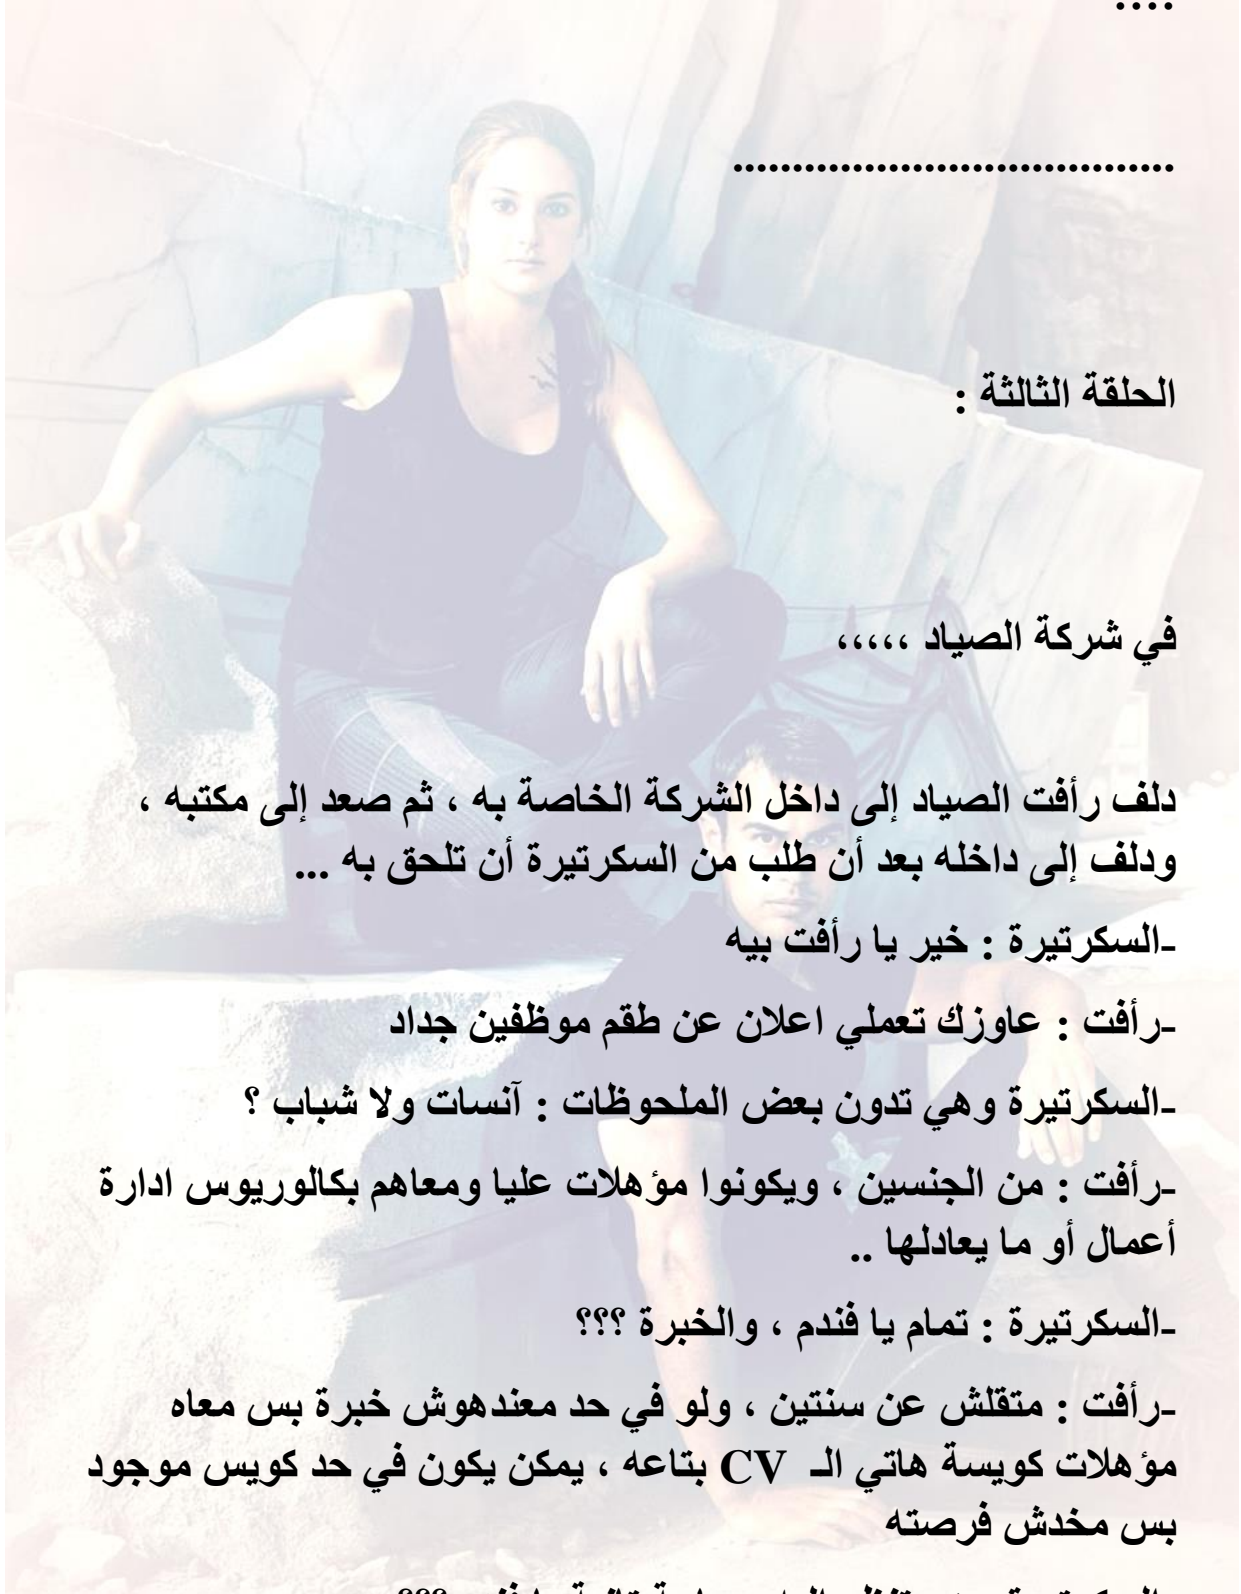 ....
.....................................
الحلقة الثالثة :
في شركة الصياد ،،،،،
دلف رأفت الصياد إلى داخل الشركة الخاصة به ، ثم صعد إلى مكتبه ،
ودلف إلى داخله بعد أن طلب من السكرتيرة أن تلحق به ...
-السكرتيرة : خير يا رأفت بيه
-رأفت : عاوزك تعملي اعلان عن طقم موظفين جداد
-السكرتيرة وهي تدون بعض الملحوظات : آنسات ولا شباب ؟
-رأفت : من الجنسين ، ويكونوا مؤهلات عليا ومعاهم بكالوريوس ادارة
أعمال أو ما يعادلها ..
-السكرتيرة : تمام يا فندم ، والخبرة ؟؟؟
-رأفت : متقلش عن سنتين ، ولو في حد معندهوش خبرة بس معاه
مؤهلات كويسة هاتي الـ CV بتاعه ، يمكن يكون في حد كويس موجود
بس مخدش فرصته